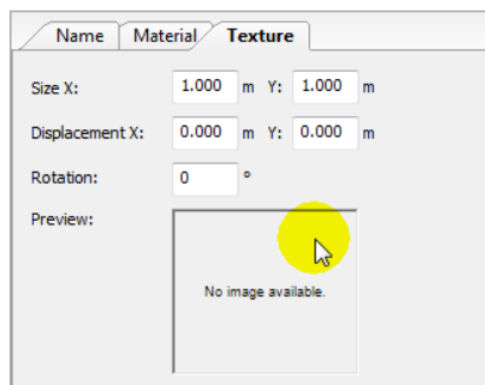 Name Material Texture
Size X: 1.000 m Y: 1.000 m
Displacement X: 0.000 m Y: 0.000 m
Rotation: 0 °
Preview:
No image available.